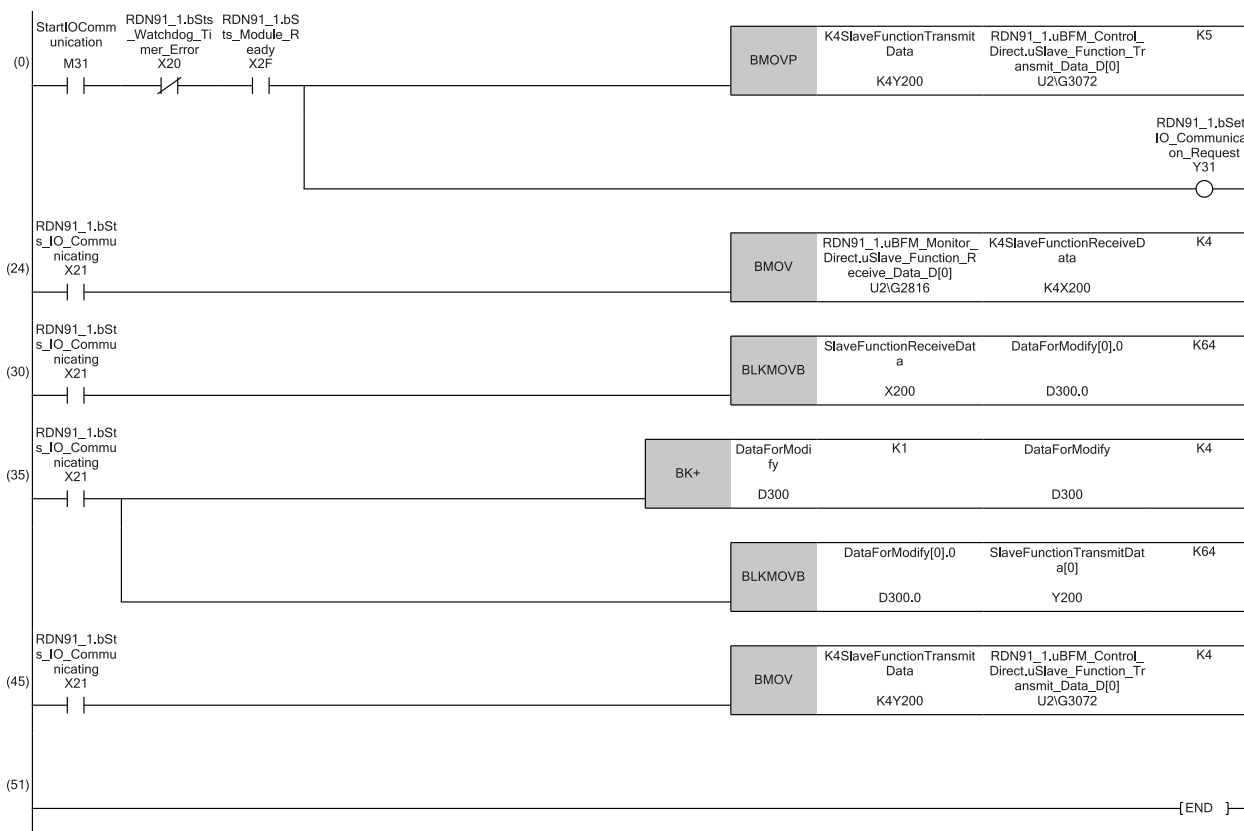 StartIOComm
unication
M31
RDN91_1.bSts
_Watchdog_Ti
mer_Error
X20
RDN91_1.bS
ts_Module_R
eady
X2F
(0)
BMOVP
K4SlaveFunctionTransmit
Data
K4Y200
RDN91_1.uBFM_Control_
Direct.uSlave_Function_Tr
ansmit_Data_D[0]
U2\G3072
K5
RDN91_1.bSet
IO_Communica
on_Request
Y31
RDN91_1.bSt
s_IO_Commu
nicating
X21
(24)
BMOV
RDN91_1.uBFM_Monitor_
Direct.uSlave_Function_R
eceive_Data_D[0]
U2\G2816
K4SlaveFunctionReceiveD
ata
K4X200
K4
RDN91_1.bSt
s_IO_Commu
nicating
X21
(30)
BLKMOVB
SlaveFunctionReceiveDat
a
X200
DataForModify[0].0
D300.0
K64
RDN91_1.bSt
s_IO_Commu
nicating
X21
(35)
BK+
DataForModi
fy
D300
K1
DataForModify
D300
K4
BLKMOVB
DataForModify[0].0
D300.0
SlaveFunctionTransmitDat
a[0]
Y200
K64
RDN91_1.bSt
s_IO_Commu
nicating
X21
(45)
BMOV
K4SlaveFunctionTransmit
Data
K4Y200
RDN91_1.uBFM_Control_
Direct.uSlave_Function_Tr
ansmit_Data_D[0]
U2\G3072
K4
(51)
[END ]